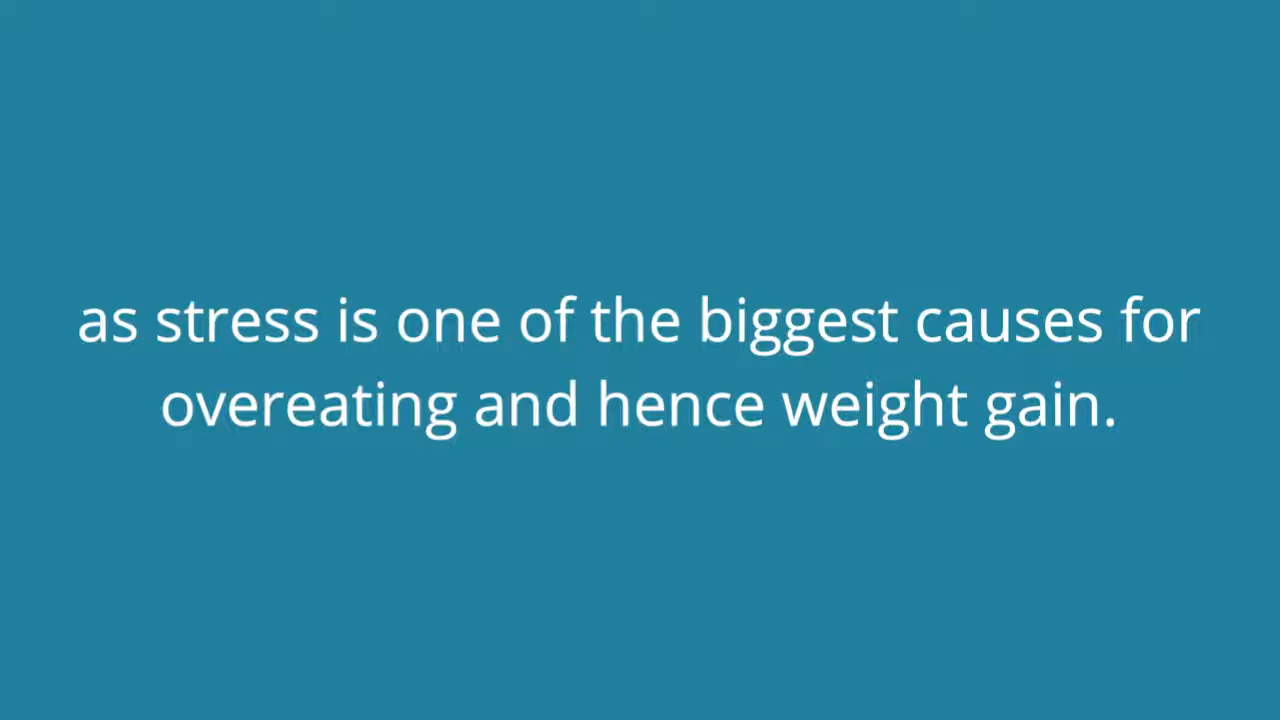 as stress is one of the biggest causes for
overeating and hence weight gain.